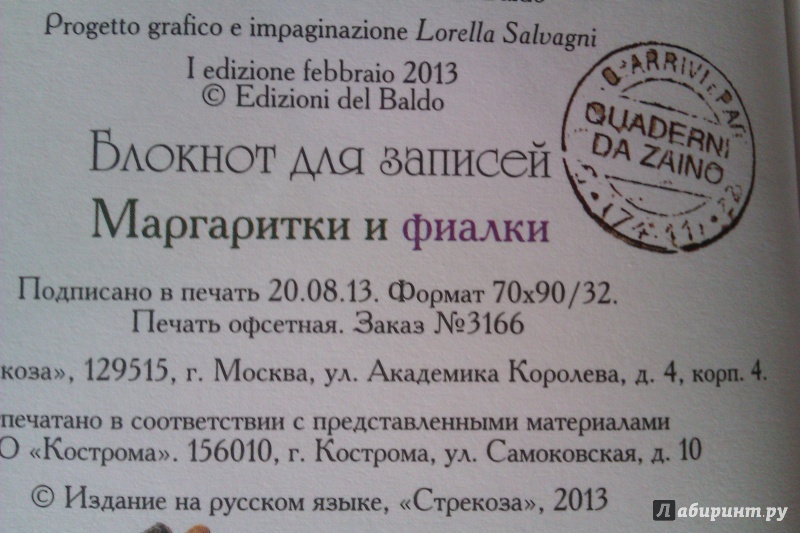 Progetto grafico e impaginazione Lorella Salvagni
I edizione febbraio 2013
© Edizioni del Baldo
QUADERNI
DA ZAINO
Блокнот для записей
Маргаритки и фиалки
Подписано в печать 20.08.13. Формат 70x90/32.
Печать офсетная. Заказ №3166
коза», 129515, г. Москва, ул. Академика Королева, д. 4, корп. 4.
печатано в соответствии с представленными материалами
О «Кострома». 156010, г. Кострома, ул. Самоковская, д. 10
© Издание на русском языке, «Стрекоза», 2013
Лабиринт.ру